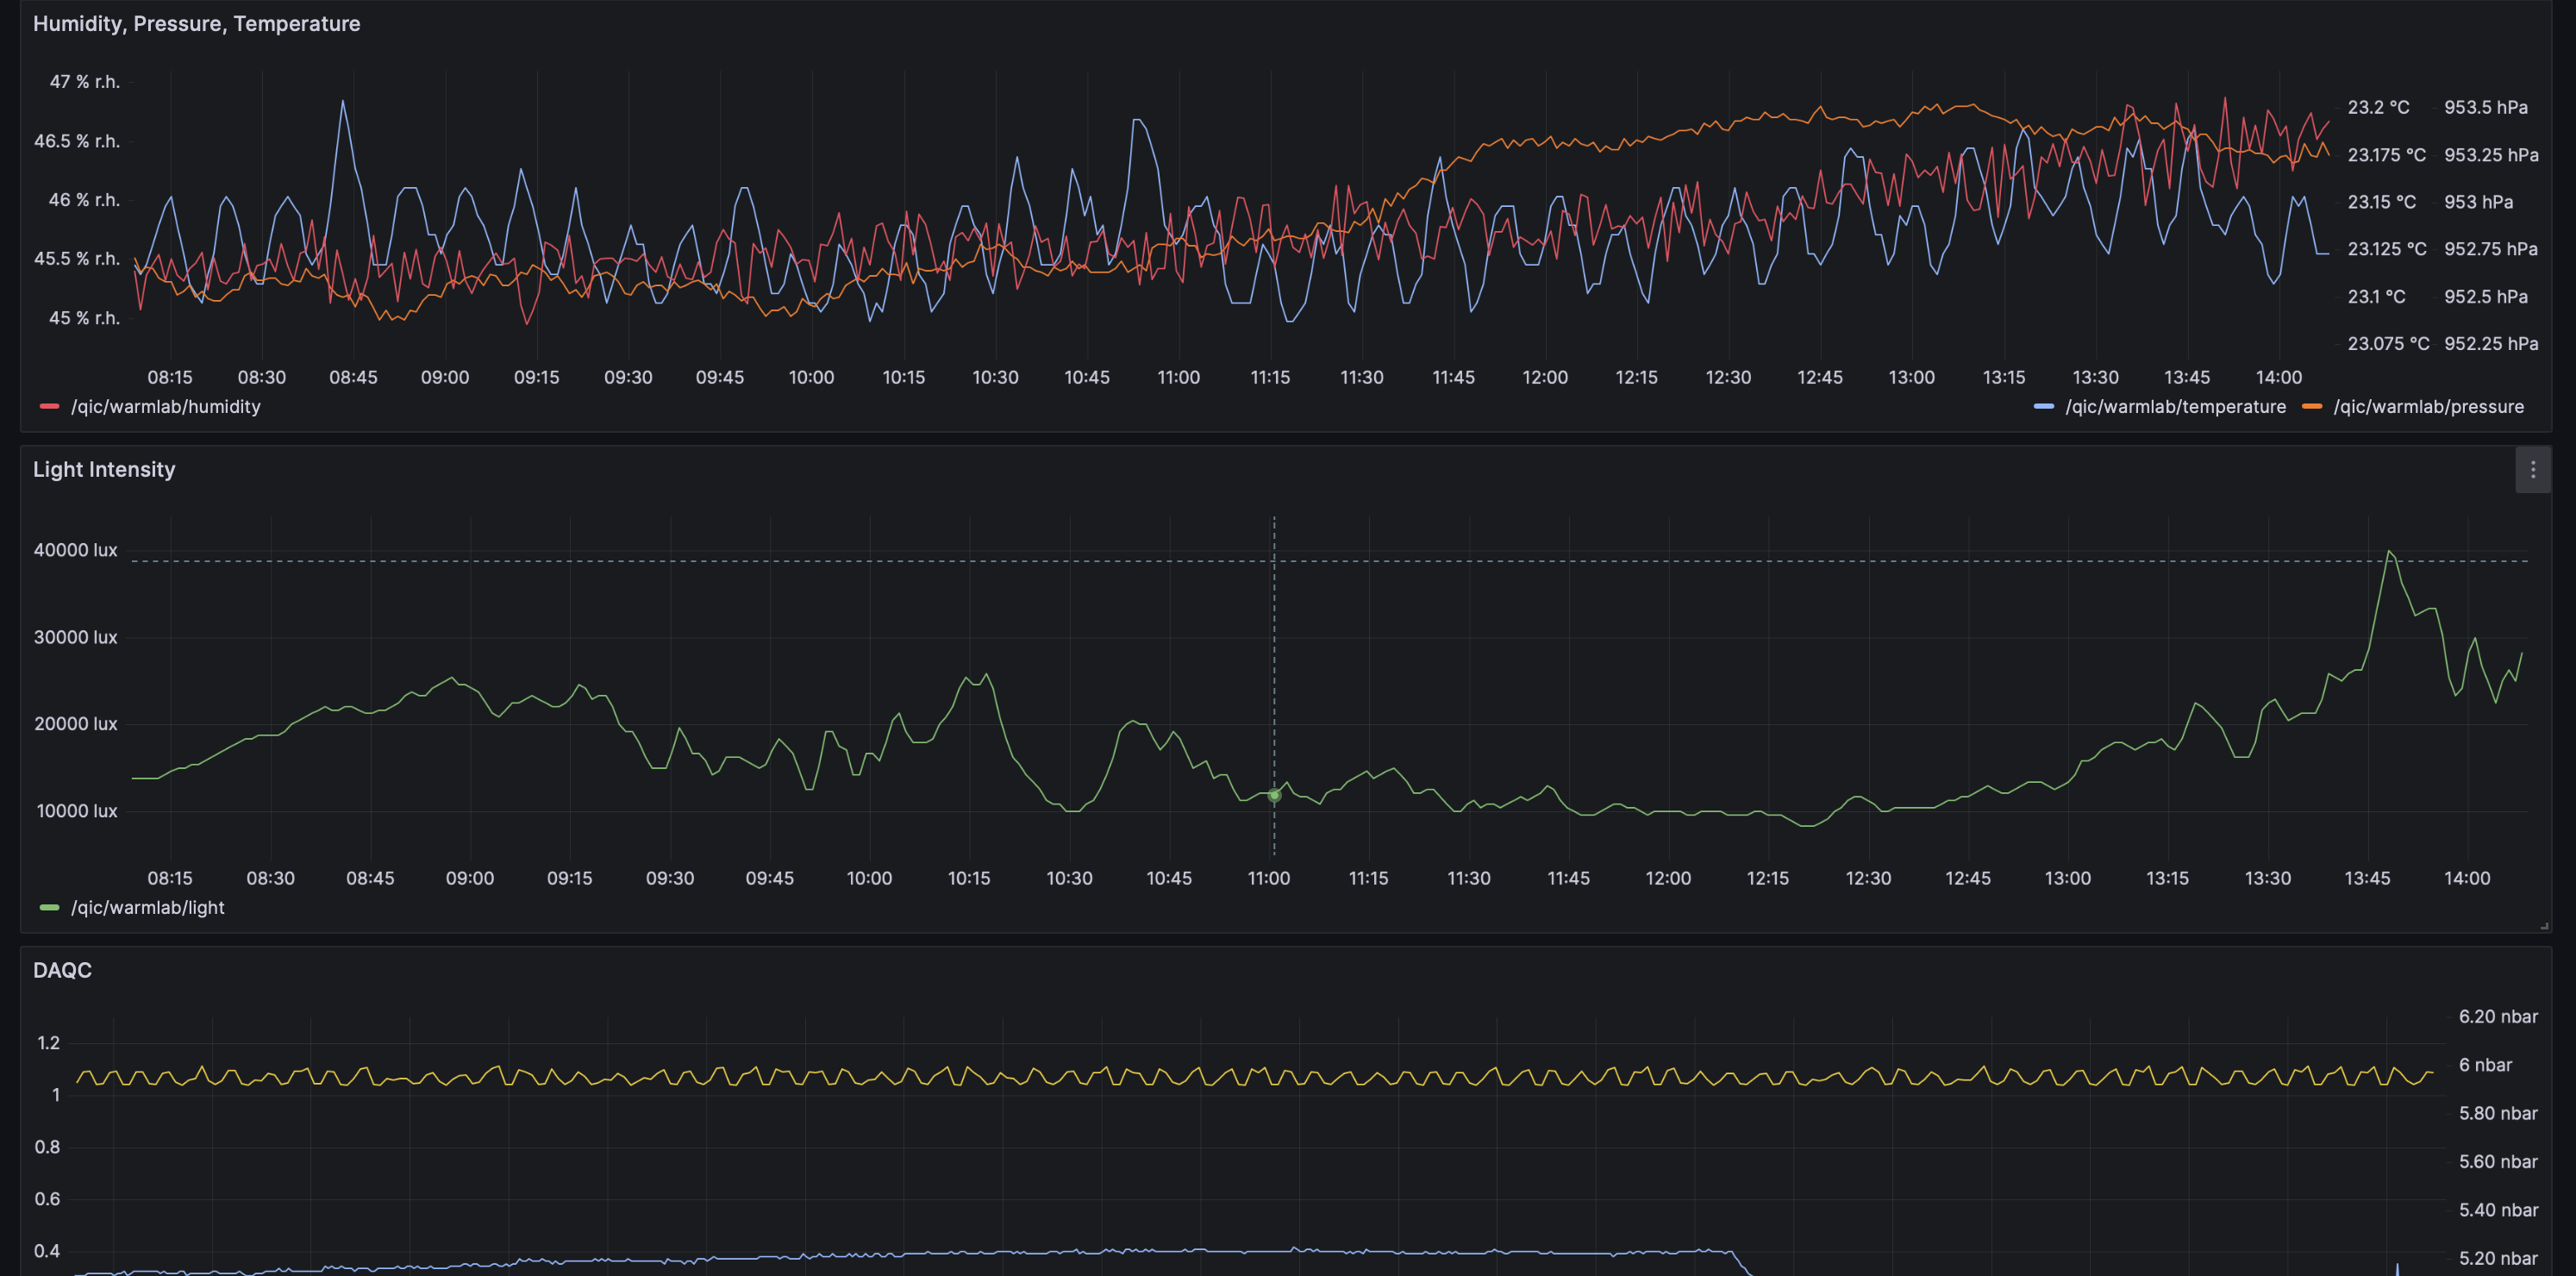 Humidity, Pressure, Temperature
47 % r.h.
46.5 % r.h.
46 % r.h.
45.5 % r.h.
45 % r.h.
23.2 °C 953.5 hPa
23.175 °C 953.25 hPa
23.15 °C 953 hPa
23.125 °C 952.75 hPa
23.1 °C 952.5 hPa
23.075 °C 952.25 hPa
08:15 08:30 08:45 09:00 09:15 09:30 09:45 10:00 10:15 10:30 10:45 11:00 11:15 11:30 11:45 12:00 12:15 12:30 12:45 13:00 13:15 13:30 13:45 14:00
/qic/warmlab/humidity /qic/warmlab/temperature /qic/warmlab/pressure
Light Intensity
40000 lux
30000 lux
20000 lux
10000 lux
08:15 08:30 08:45 09:00 09:15 09:30 09:45 10:00 10:15 10:30 10:45 11:00 11:15 11:30 11:45 12:00 12:15 12:30 12:45 13:00 13:15 13:30 13:45 14:00
/qic/warmlab/light
DAQC
1.2
1
0.8
0.6
0.4
6.20 nbar
6 nbar
5.80 nbar
5.60 nbar
5.40 nbar
5.20 nbar